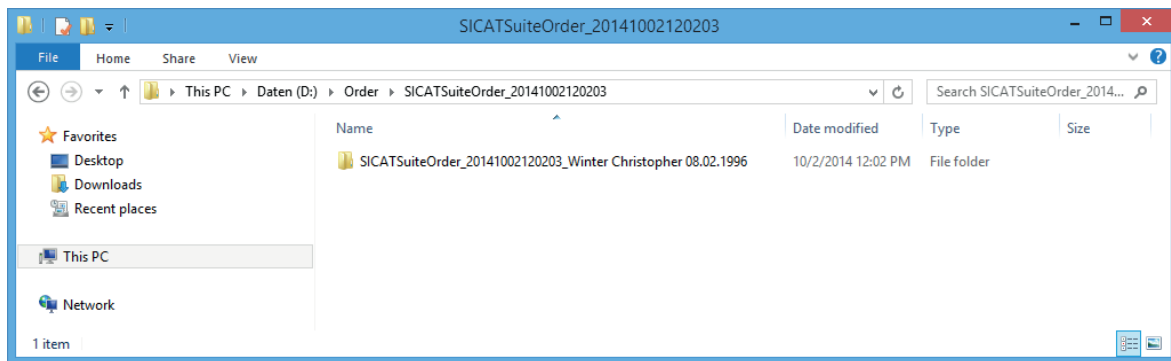 SICATSuiteOrder_20141002120203
File Home Share View
This PC Daten (D:) Order SICATSuiteOrder_20141002120203 Search SICATSuiteOrder_2014...
Name Date modified Type Size
Favorites
SICATSuiteOrder_20141002120203_Winter Christopher 08.02.1996 10/2/2014 12:02 PM File folder
Desktop
Downloads
Recent places
This PC
Network
1 item